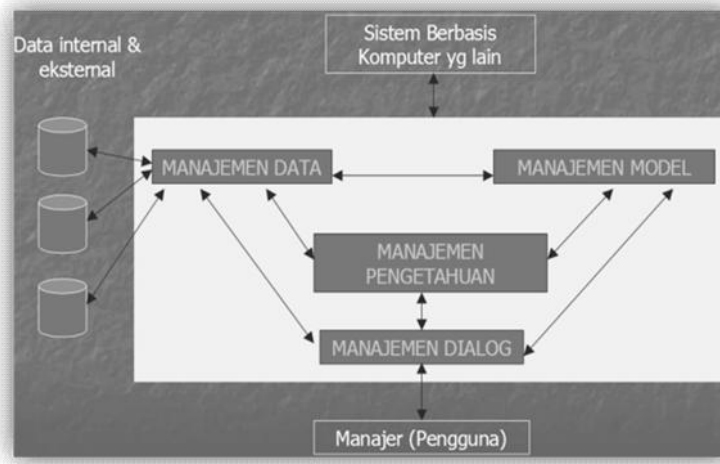 Sistem Berbasis
Komputer yg lain
Data internal &
eksternal
MANAJEMEN DATA
MANAJEMEN MODEL
MANAJEMEN
PENGETAHUAN
MANAJEMEN DIALOG
Manajer (Pengguna)